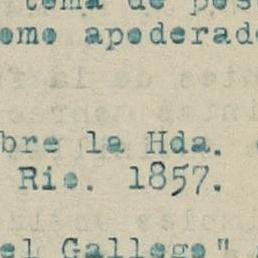 tema de pos
omo apoderad
bre la Hda.
Rio. 1857.
el Gallego"